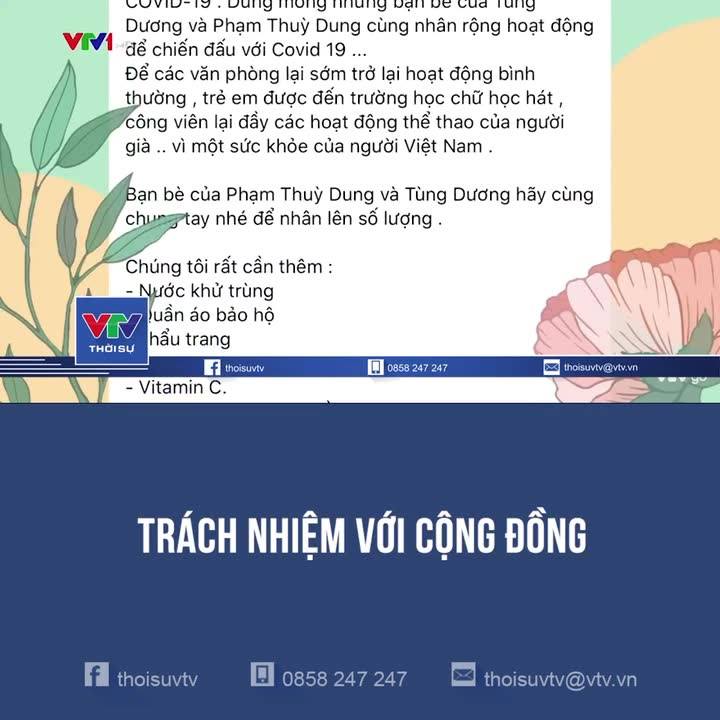 COVID-19 . Dung mong những bạn bè của Tùng
VTV1
Dương và Phạm Thuỳ Dung cùng nhân rộng hoạt động
để chiến đấu với Covid 19 ...
Để các văn phòng lại sớm trở lại hoạt động bình
thường , trẻ em được đến trường học chữ học hát ,
công viên lại đầy các hoạt động thể thao của người
già .. vì một sức khỏe của người Việt Nam .
Bạn bè của Phạm Thuỳ Dung và Tùng Dương hãy cùng
chung tay nhé để nhân lên số lượng .
Chúng tôi rất cần thêm :
- Nước khử trùng
Quần áo bảo hộ
khẩu trang
VTV
THỜI SỰ
thoisuvtv
0858 247 247
thoisuvtv@vtv.vn
- Vitamin C.
TRÁCH NHIỆM VỚI CỘNG ĐỒNG
thoisuvtv
0858 247 247
thoisuvtv@vtv.vn